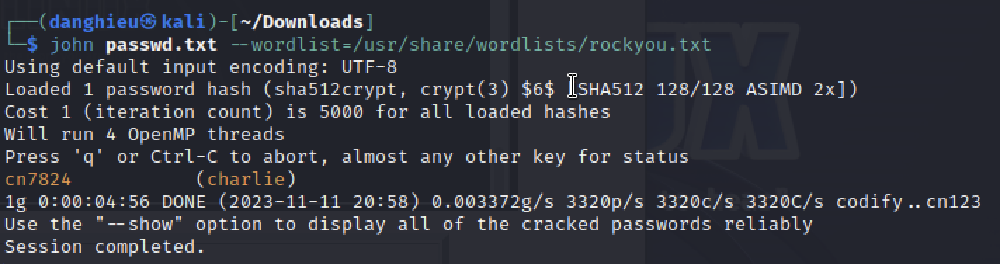 ┌──(danghieu㉿kali)-[~/Downloads]
└─$ john passwd.txt --wordlist=/usr/share/wordlists/rockyou.txt
Using default input encoding: UTF-8
Loaded 1 password hash (sha512crypt, crypt(3) $6$ [SHA512 128/128 ASIMD 2x])
Cost 1 (iteration count) is 5000 for all loaded hashes
Will run 4 OpenMP threads
Press 'q' or Ctrl-C to abort, almost any other key for status
cn7824           (charlie)
1g 0:00:04:56 DONE (2023-11-11 20:58) 0.003372g/s 3320p/s 3320c/s 3320C/s codify..cn123
Use the "--show" option to display all of the cracked passwords reliably
Session completed.